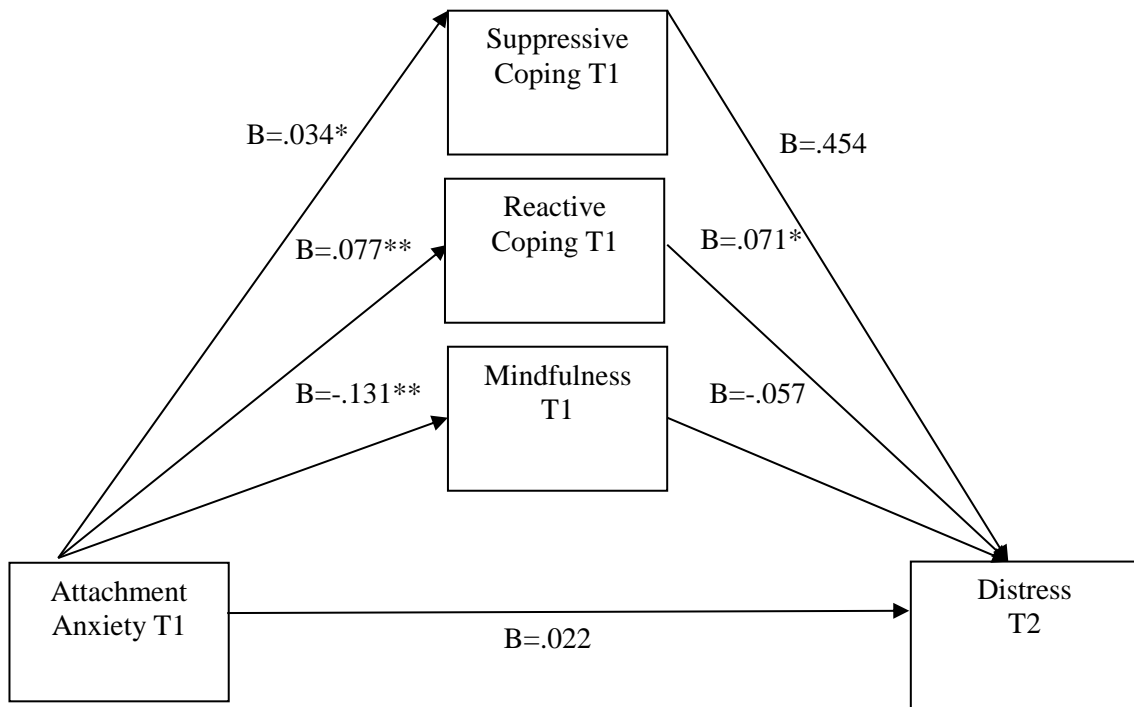 Suppressive
Coping T1
B=.034*
B=.454
Reactive
Coping T1
B=.077**
B=.071*
Mindfulness
T1
B=-.131**
B=-.057
Attachment
Anxiety T1
Distress
T2
B=.022